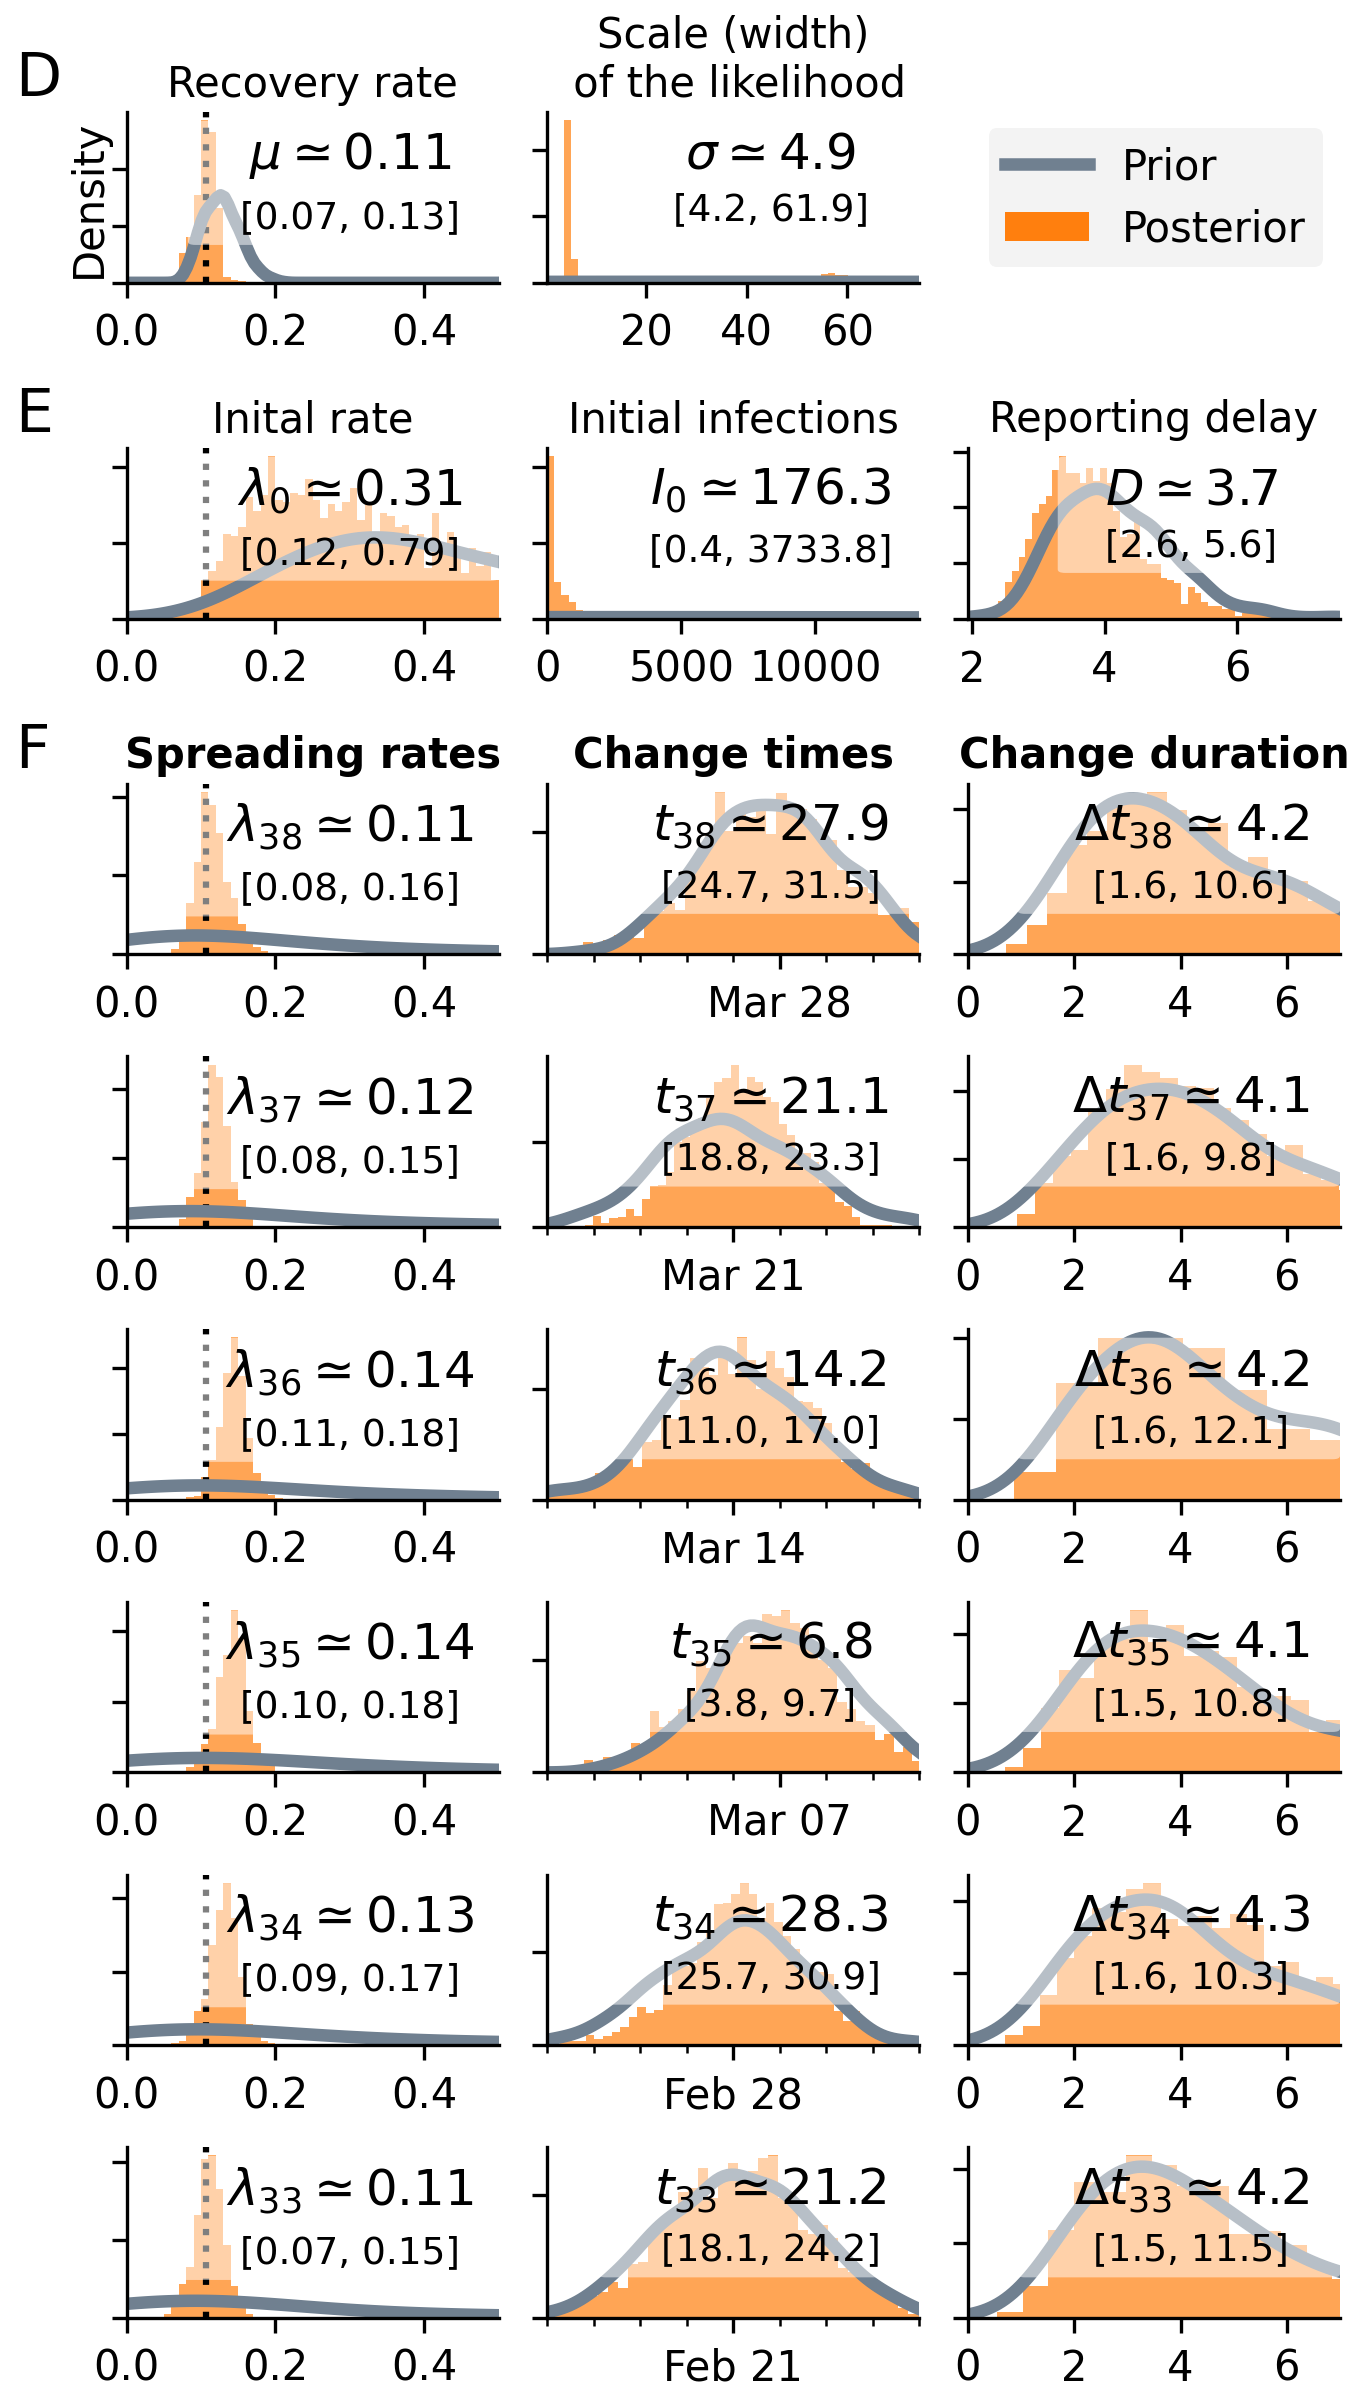 D
Recovery rate
Scale (width)
of the likelihood
Density
μ ≃ 0.11
[0.07, 0.13]
0.0 0.2 0.4
σ ≃ 4.9
[4.2, 61.9]
20 40 60
Prior
Posterior
E
Inital rate
λ₀ ≃ 0.31
[0.12, 0.79]
0.0 0.2 0.4
Initial infections
I₀ ≃ 176.3
[0.4, 3733.8]
0 5000 10000
Reporting delay
D ≃ 3.7
[2.6, 5.6]
2 4 6
F
Spreading rates
Change times
Change duration
λ₃₈ ≃ 0.11
[0.08, 0.16]
0.0 0.2 0.4
t₃₈ ≃ 27.9
[24.7, 31.5]
Mar 28
Δt₃₈ ≃ 4.2
[1.6, 10.6]
0 2 4 6
λ₃₇ ≃ 0.12
[0.08, 0.15]
0.0 0.2 0.4
t₃₇ ≃ 21.1
[18.8, 23.3]
Mar 21
Δt₃₇ ≃ 4.1
[1.6, 9.8]
0 2 4 6
λ₃₆ ≃ 0.14
[0.11, 0.18]
0.0 0.2 0.4
t₃₆ ≃ 14.2
[11.0, 17.0]
Mar 14
Δt₃₆ ≃ 4.2
[1.6, 12.1]
0 2 4 6
λ₃₅ ≃ 0.14
[0.10, 0.18]
0.0 0.2 0.4
t₃₅ ≃ 6.8
[3.8, 9.7]
Mar 07
Δt₃₅ ≃ 4.1
[1.5, 10.8]
0 2 4 6
λ₃₄ ≃ 0.13
[0.09, 0.17]
0.0 0.2 0.4
t₃₄ ≃ 28.3
[25.7, 30.9]
Feb 28
Δt₃₄ ≃ 4.3
[1.6, 10.3]
0 2 4 6
λ₃₃ ≃ 0.11
[0.07, 0.15]
0.0 0.2 0.4
t₃₃ ≃ 21.2
[18.1, 24.2]
Feb 21
Δt₃₃ ≃ 4.2
[1.5, 11.5]
0 2 4 6